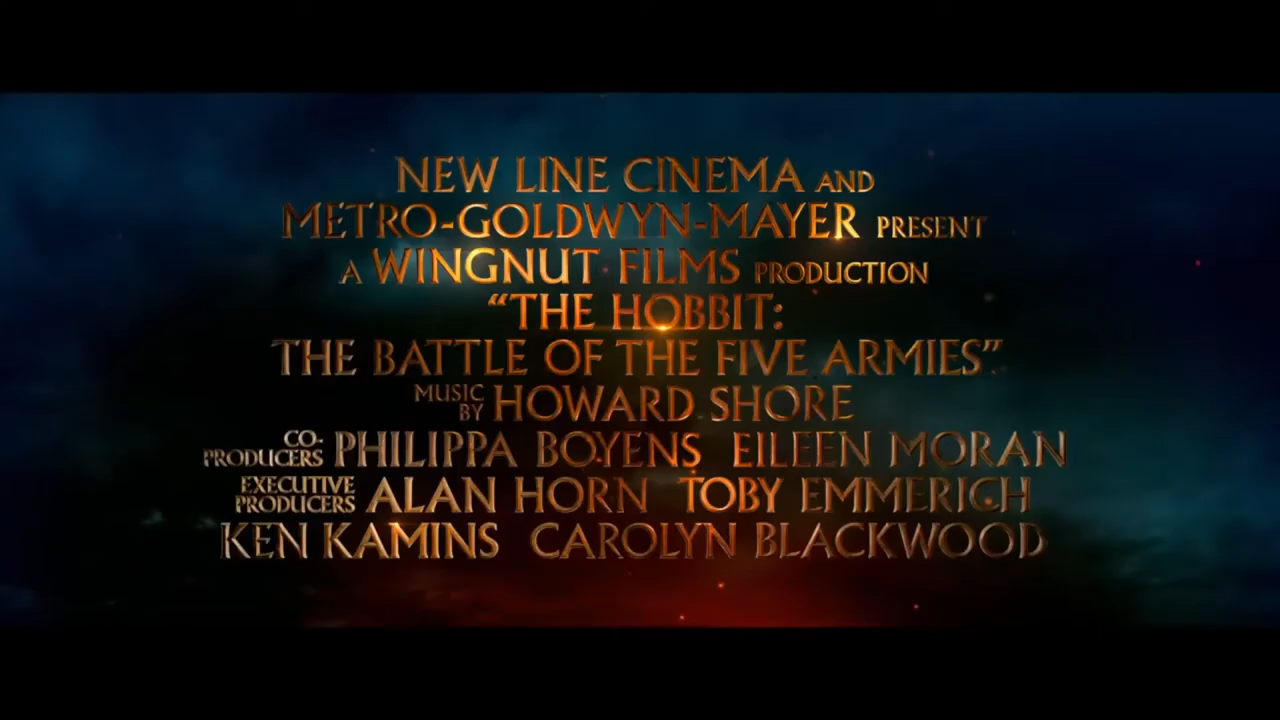 NEW LINE CINEMA AND
METRO-GOLDWYN-MAYER PRESENT
A WINGNUT FILMS PRODUCTION
“THE HOBBIT:
THE BATTLE OF THE FIVE ARMIES”
MUSIC BY HOWARD SHORE
CO-PRODUCERS PHILIPPA BOYENS EILEEN MORAN
EXECUTIVE PRODUCERS ALAN HORN TOBY EMMERICH
KEN KAMINS CAROLYN BLACKWOOD